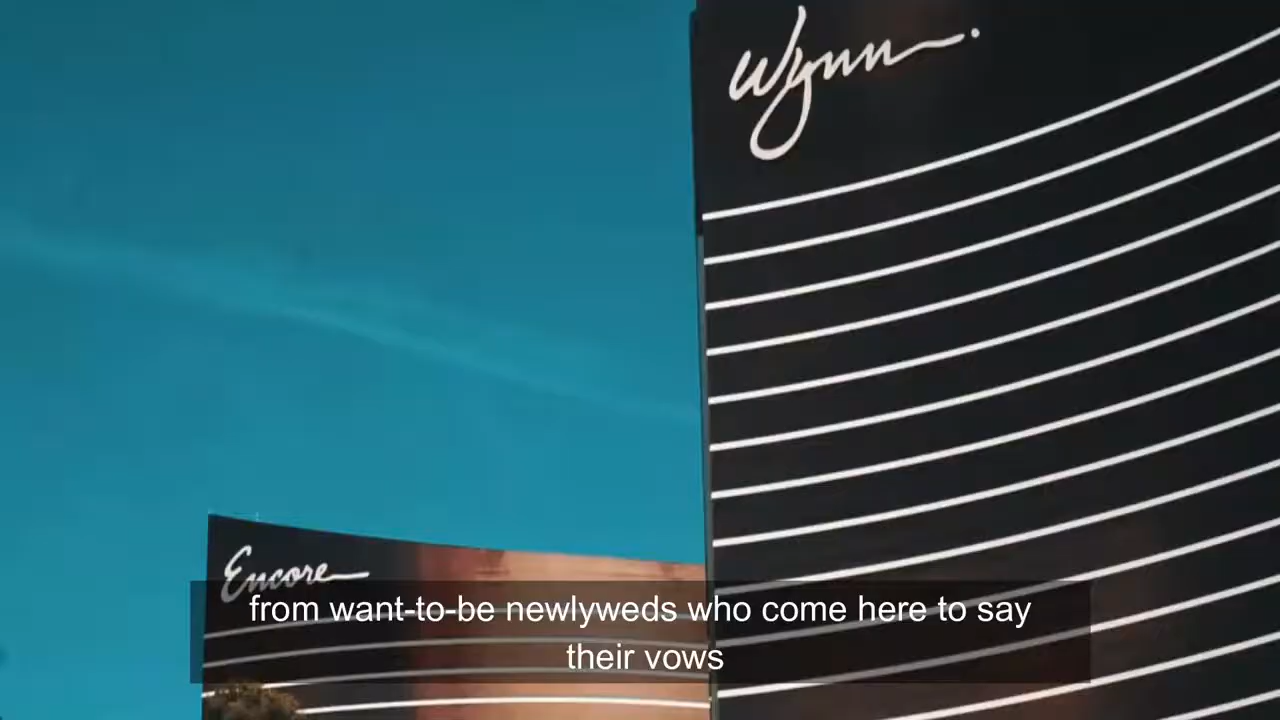 Wynn.
Encore
from want-to-be newlyweds who come here to say
their vows